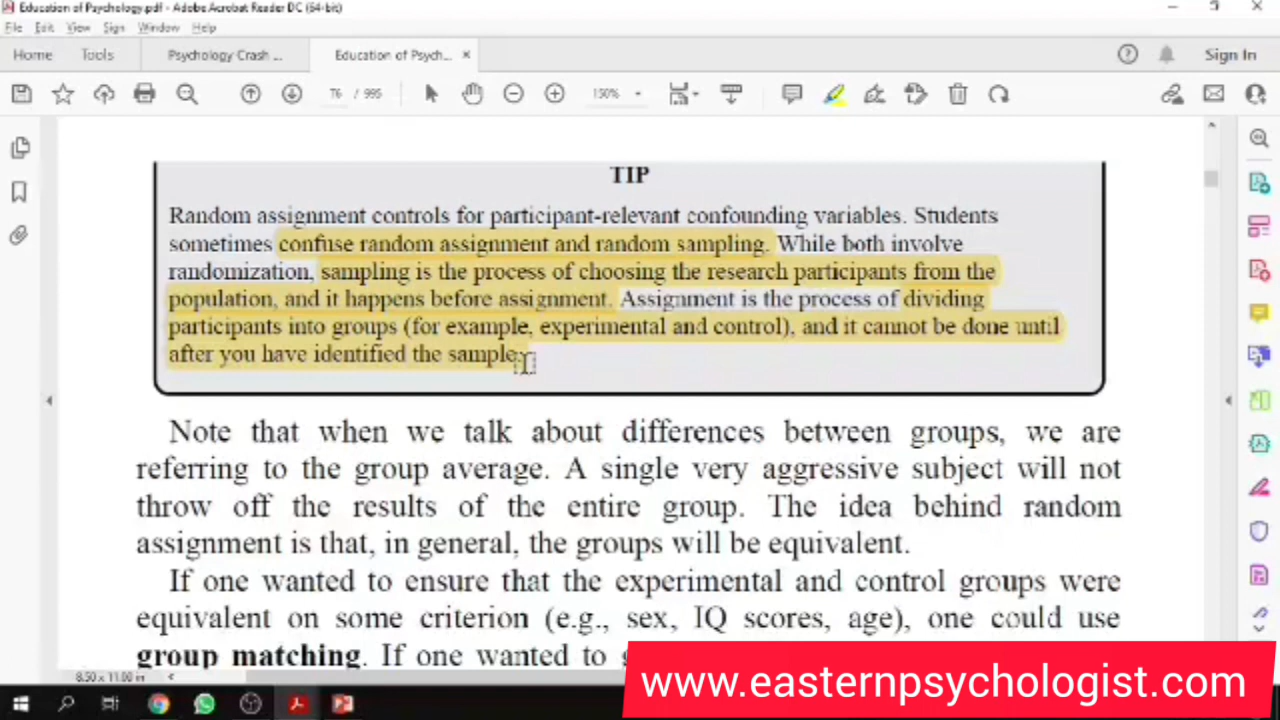 Education of Psychology.pdf - Adobe Acrobat Reader DC (64-bit)
File Edit View Sign Window Help
Home Tools Psychology Crash ... Education of Psych... × Sign In
76 / 995 150%
TIP
Random assignment controls for participant-relevant confounding variables. Students
sometimes confuse random assignment and random sampling. While both involve
randomization, sampling is the process of choosing the research participants from the
population, and it happens before assignment. Assignment is the process of dividing
participants into groups (for example, experimental and control), and it cannot be done until
after you have identified the sample.
Note that when we talk about differences between groups, we are
referring to the group average. A single very aggressive subject will not
throw off the results of the entire group. The idea behind random
assignment is that, in general, the groups will be equivalent.
If one wanted to ensure that the experimental and control groups were
equivalent on some criterion (e.g., sex, IQ scores, age), one could use
group matching. If one wanted to
8.50 x 11.00 in
www.easternpsychologist.com